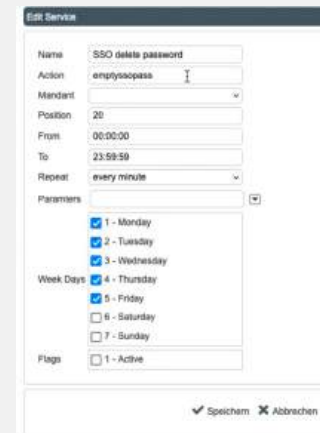 Edit Service
Name SSO delete password
Action emptyssopass
Mandant
Position 20
From 00:00:00
To 23:59:59
Repeat every minute
Paramters
1 - Monday
2 - Tuesday
3 - Wednesday
Week Days 4 - Thursday
5 - Friday
6 - Saturday
7 - Sunday
Flags 1 - Active
Speichern Abbrechen